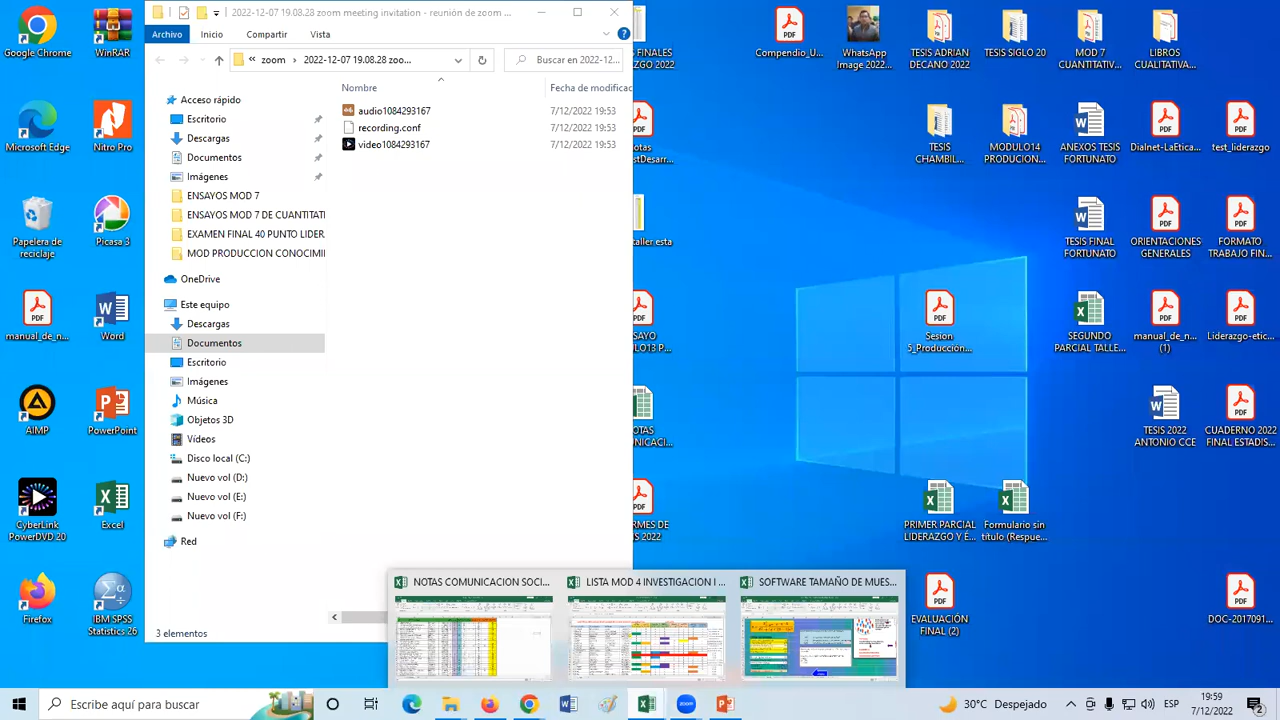 2022-12-07 19.08.28 zoom meeting invitation - reunión de zoom ...
Archivo
Inicio
Compartir
Vista
zoom
2022-12-07 19.08.28 zoo...
Buscar en 2022-12...
Nombre
Fecha de modificac
audio1084293167
7/12/2022 19:53
recording.conf
7/12/2022 19:53
video1084293167
7/12/2022 19:53
Acceso rápido
Escritorio
Descargas
Documentos
Imágenes
ENSAYOS MOD 7
ENSAYOS MOD 7 DE CUANTITATI
EXAMEN FINAL 40 PUNTO LIDER
MOD PRODUCCION CONOCIMI
OneDrive
Este equipo
Descargas
Documentos
Escritorio
Imágenes
Música
Objetos 3D
Vídeos
Disco local (C:)
Nuevo vol (D:)
Nuevo vol (E:)
Nuevo vol (F:)
Red
3 elementos
Google Chrome
WinRAR
Microsoft Edge
Nitro Pro
Papelera de
reciclaje
Picasa 3
manual_de_n...
Word
AIMP
PowerPoint
CyberLink
PowerDVD 20
Excel
Firefox
IBM SPSS
Statistics 26
FINALES
2022
Compendio_U...
WhatsApp
Image 2022...
TESIS ADRIAN
DECANO 2022
TESIS SIGLO 20
MOD 7
CUANTITATIV...
LIBROS
CUALITATIVA...
otas
stDesarr...
TESIS
CHAMBIL...
MODULO14
PRODUCION...
ANEXOS TESIS
FORTUNATO
Dialnet-LaEtica...
test_liderazgo
taller esta
TESIS FINAL
FORTUNATO
ORIENTACIONES
GENERALES
FORMATO
TRABAJO FIN...
Sesion
5_Producción...
SEGUNDO
PARCIAL TALLE...
manual_de_n...
(1)
Liderazgo-etic...
TESIS 2022
ANTONIO CCE
CUADERNO 2022
FINAL ESTADIS...
PRIMER PARCIAL
LIDERAZGO Y E...
Formulario sin
título (Respue...
EVALUACIÓN
FINAL (2)
DOC-2017091...
NOTAS COMUNICACION SOCI...
LISTA MOD 4 INVESTIGACION I ...
SOFTWARE TAMAÑO DE MUES...
Escribe aquí para buscar
zoom
30°C Despejado
ESP
19:59
7/12/2022
2